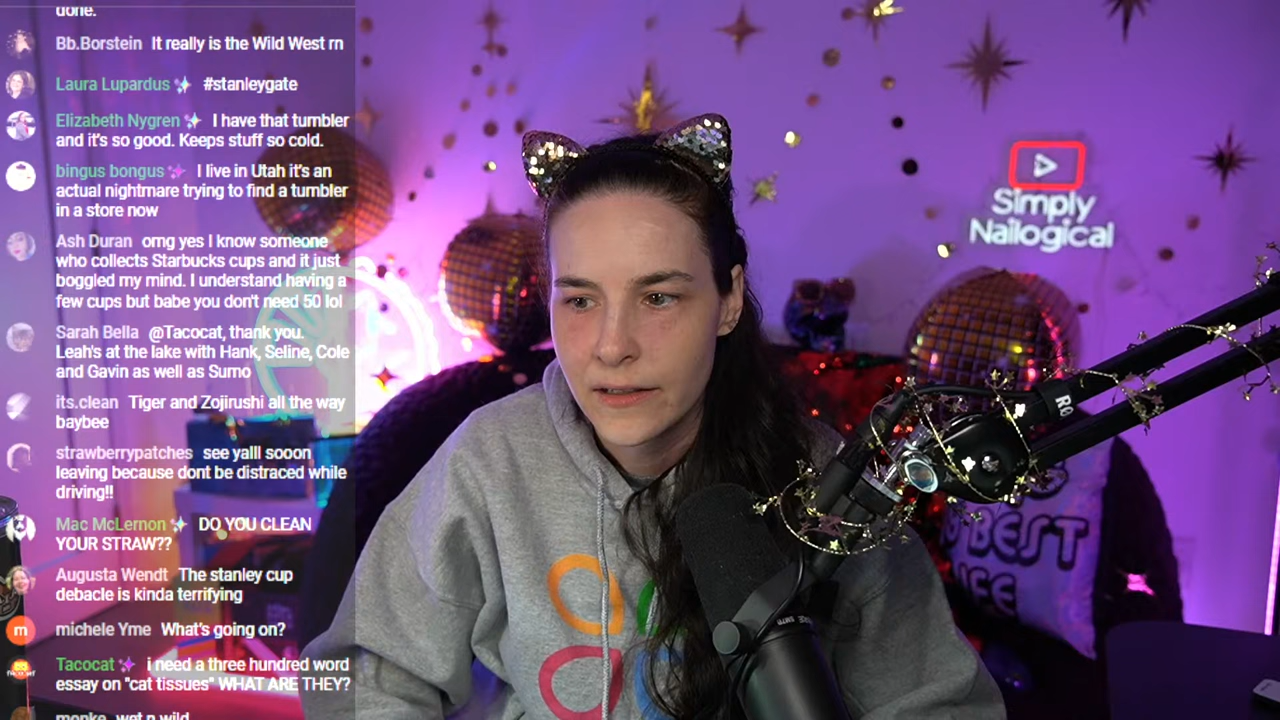 done.
Bb.Borstein It really is the Wild West rn
Laura Lupardus #stanleygate
Elizabeth Nygren I have that tumbler
and it's so good. Keeps stuff so cold.
bingus bongus I live in Utah it's an
actual nightmare trying to find a tumbler
in a store now
Ash Duran omg yes I know someone
who collects Starbucks cups and it just
boggled my mind. I understand having a
few cups but babe you don't need 50 lol
Sarah Bella @Tacocat, thank you.
Leah's at the lake with Hank, Seline, Cole
and Gavin as well as Sumo
its.clean Tiger and Zojirushi all the way
baybee
strawberrypatches see yalll sooon
leaving because dont be distraced while
driving!!
Mac McLernon DO YOU CLEAN
YOUR STRAW??
Augusta Wendt The stanley cup
debacle is kinda terrifying
m
michele Yme What's going on?
Tacocat i need a three hundred word
essay on "cat tissues" WHAT ARE THEY?
monke wet n wild
Simply
Nailogical
BEST